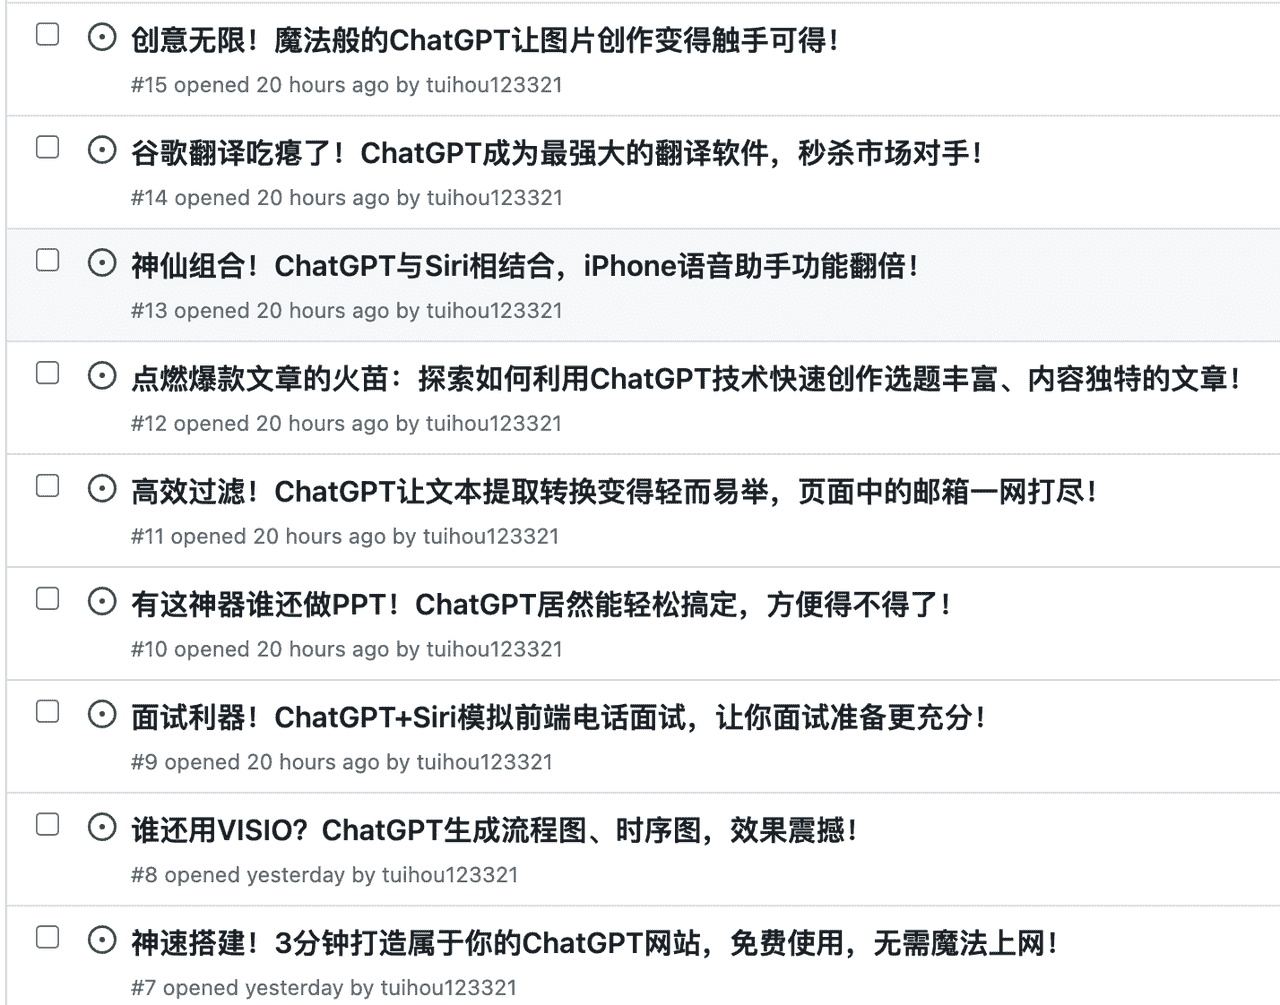 创意无限！魔法般的ChatGPT让图片创作变得触手可得！
#15 opened 20 hours ago by tuihou123321
谷歌翻译吃瘪了！ChatGPT成为最强大的翻译软件，秒杀市场对手！
#14 opened 20 hours ago by tuihou123321
神仙组合！ChatGPT与Siri相结合，iPhone语音助手功能翻倍！
#13 opened 20 hours ago by tuihou123321
点燃爆款文章的火苗：探索如何利用ChatGPT技术快速创作选题丰富、内容独特的文章！
#12 opened 20 hours ago by tuihou123321
高效过滤！ChatGPT让文本提取转换变得轻而易举，页面中的邮箱一网打尽！
#11 opened 20 hours ago by tuihou123321
有这神器谁还做PPT！ChatGPT居然能轻松搞定，方便得不得了！
#10 opened 20 hours ago by tuihou123321
面试利器！ChatGPT+Siri模拟前端电话面试，让你面试准备更充分！
#9 opened 20 hours ago by tuihou123321
谁还用VISIO？ChatGPT生成流程图、时序图，效果震撼！
#8 opened yesterday by tuihou123321
神速搭建！3分钟打造属于你的ChatGPT网站，免费使用，无需魔法上网！
#7 opened yesterday by tuihou123321